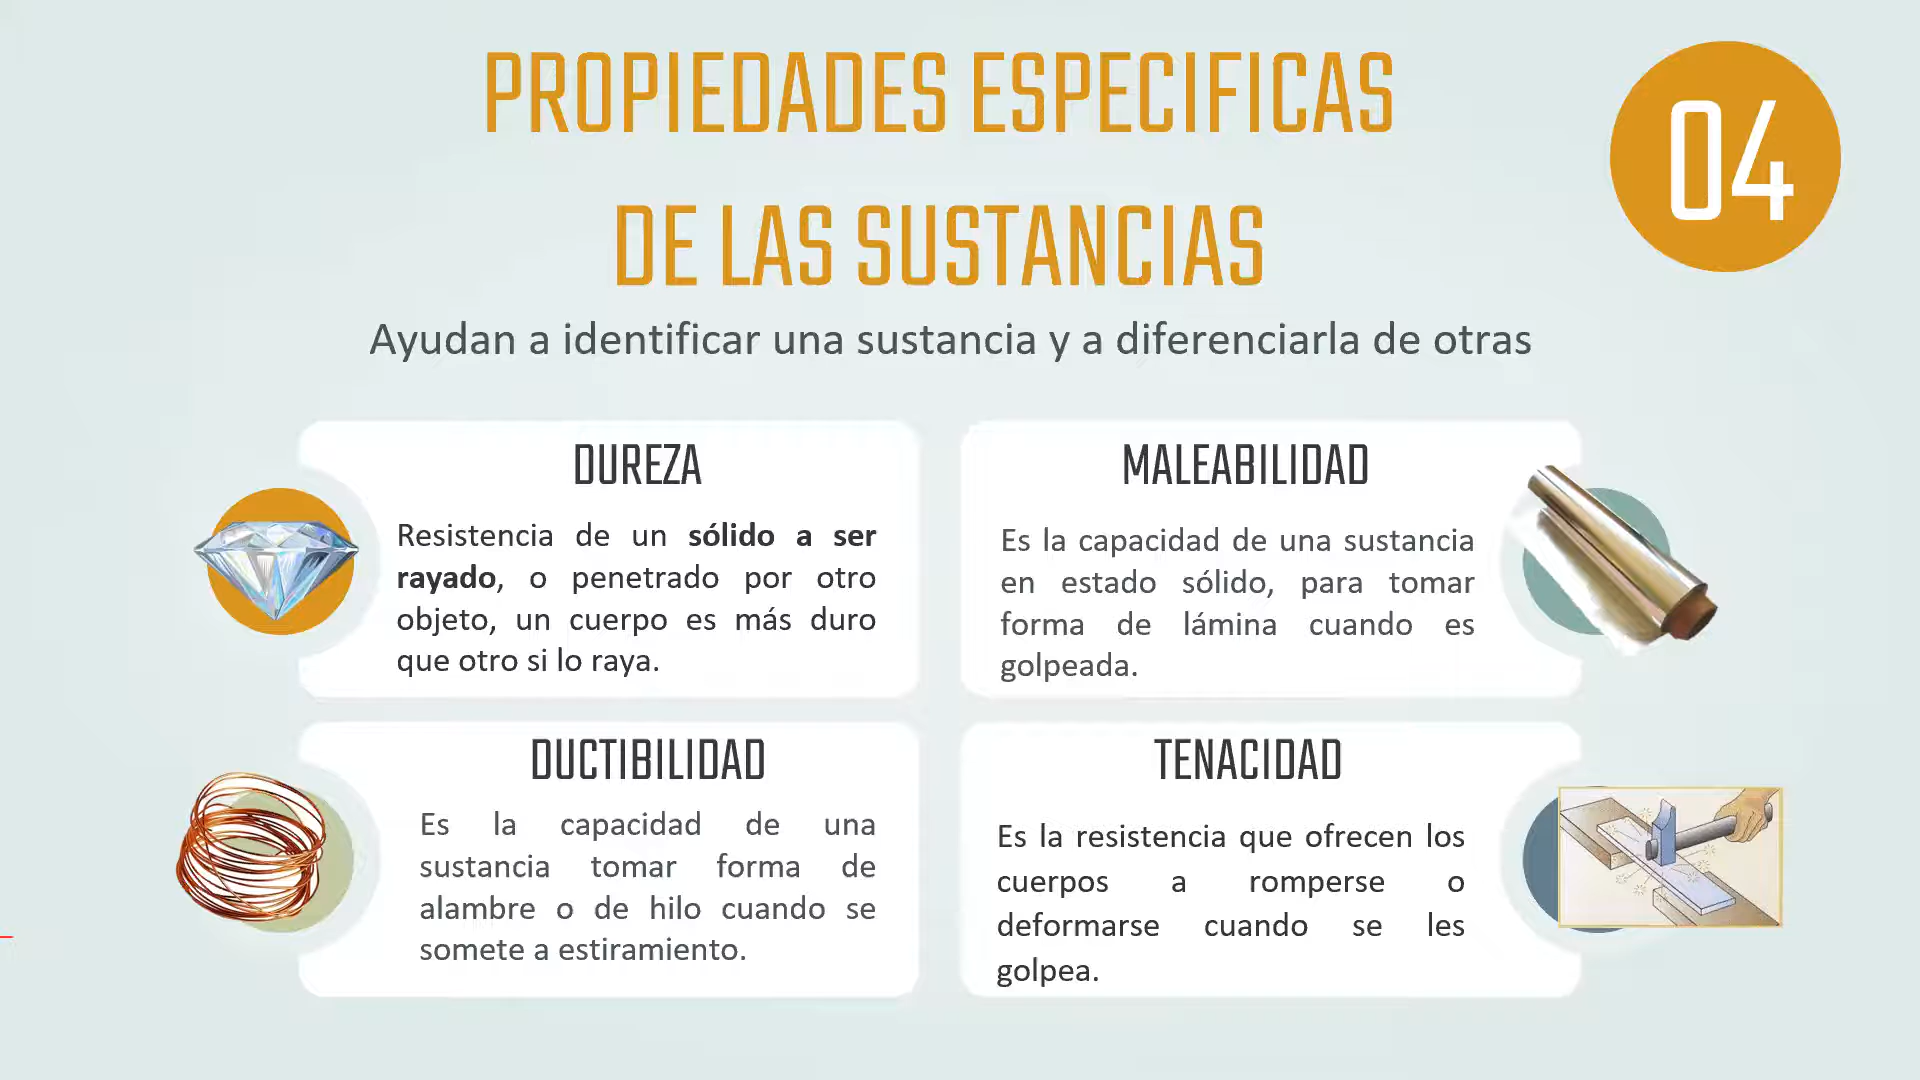 PROPIEDADES ESPECIFICAS
DE LAS SUSTANCIAS
04
Ayudan a identificar una sustancia y a diferenciarla de otras
DUREZA
Resistencia de un sólido a ser
rayado, o penetrado por otro
objeto, un cuerpo es más duro
que otro si lo raya.
MALEABILIDAD
Es la capacidad de una sustancia
en estado sólido, para tomar
forma de lámina cuando es
golpeada.
DUCTIBILIDAD
Es la capacidad de una
sustancia tomar forma de
alambre o de hilo cuando se
somete a estiramiento.
TENACIDAD
Es la resistencia que ofrecen los
cuerpos a romperse o
deformarse cuando se les
golpea.